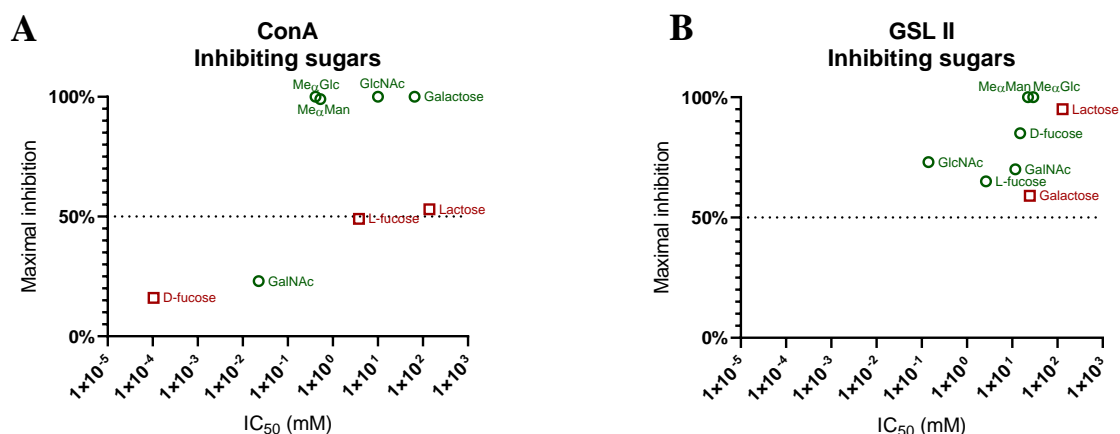 A
ConA
Inhibiting sugars
Maximal inhibition
100%
50%
0%
MeαGlc
MeαMan
GlcNAc
Galactose
L-fucose
Lactose
GalNAc
D-fucose
1×10-5
1×10-4
1×10-3
1×10-2
1×10-1
1×100
1×101
1×102
1×103
IC50 (mM)
B
GSL II
Inhibiting sugars
Maximal inhibition
100%
50%
0%
MeαMan MeαGlc
Lactose
D-fucose
GlcNAc
GalNAc
L-fucose
Galactose
1×10-5
1×10-4
1×10-3
1×10-2
1×10-1
1×100
1×101
1×102
1×103
IC50 (mM)